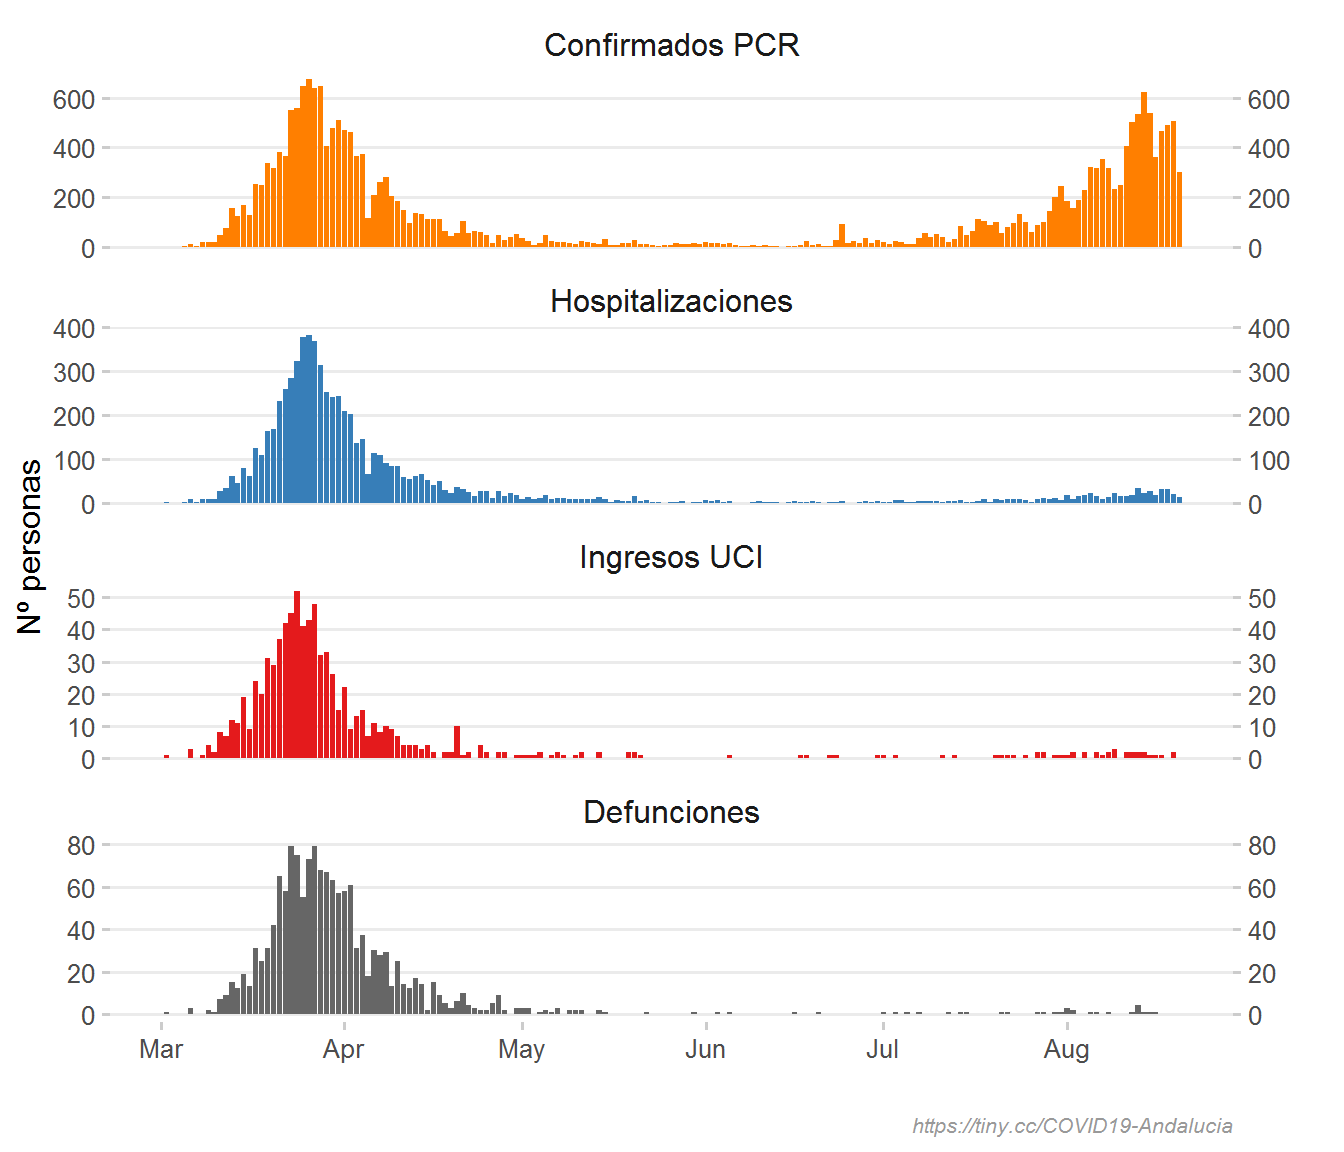 Confirmados PCR
600 600
400 400
200 200
0 0
Hospitalizaciones
400 400
300 300
200 200
100 100
0 0
Nº personas
Ingresos UCI
50 50
40 40
30 30
20 20
10 10
0 0
Defunciones
80 80
60 60
40 40
20 20
0 0
Mar Apr May Jun Jul Aug
https://tiny.cc/COVID19-Andalucia